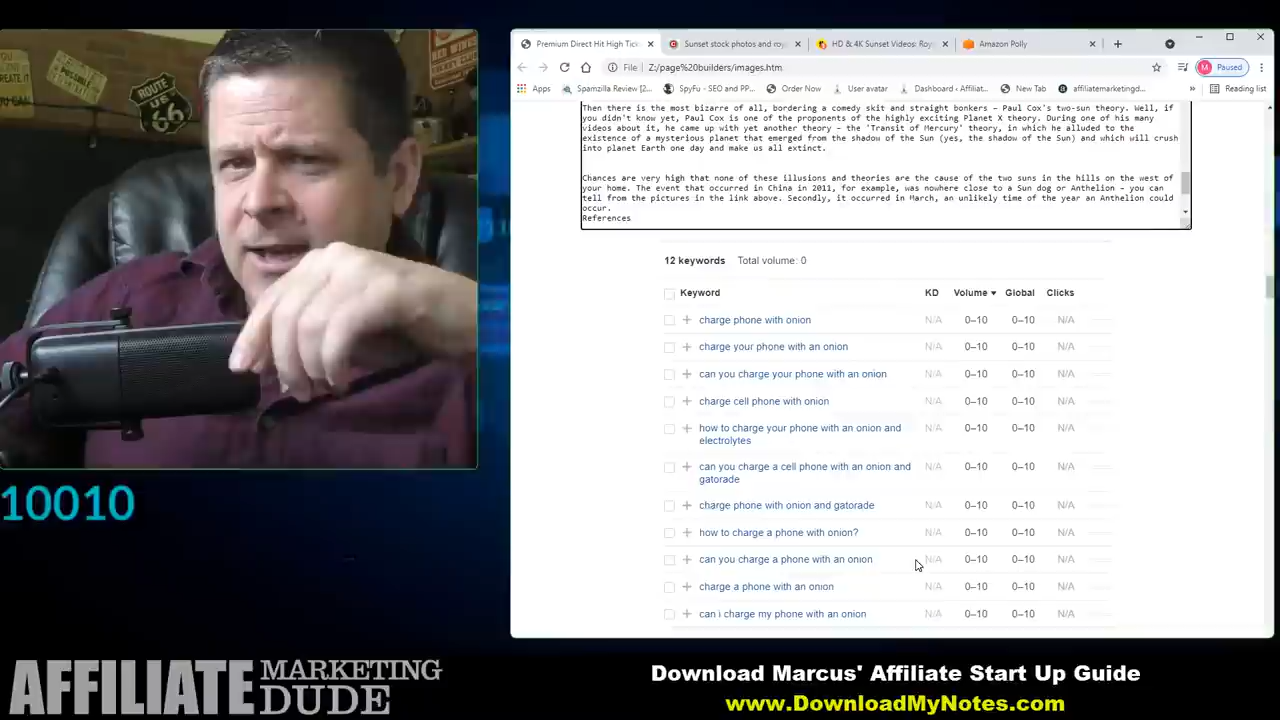 RED WINGS
YOU
CREATE IT
POSSIBLE
ROUTE
US
66
10010
AFFILIATE MARKETING
DUDE
Premium Direct Hit High Tick
Sunset stock photos and roy
HD & 4K Sunset Videos: Roy
Amazon Polly
File
Z:/page%20builders/images.htm
M
Paused
Apps
Spamzilla Review [2...
SpyFu - SEO and PP...
Order Now
User avatar
Dashboard ‹ Affiliat...
New Tab
affiliatemarketingd...
»
Reading list
Then there is the most bizarre of all, bordering a comedy skit and straight bonkers – Paul Cox's two-sun theory. Well, if
you didn't know yet, Paul Cox is one of the proponents of the highly exciting Planet X theory. During one of his many
videos about it, he came up with yet another theory – the 'Transit of Mercury' theory, in which he alluded to the
existence of a mysterious planet that emerged from the shadow of the Sun (yes, the shadow of the Sun) and which will crush
into planet Earth one day and make us all extinct.
Chances are very high that none of these illusions and theories are the cause of the two suns in the hills on the west of
your home. The event that occurred in China in 2011, for example, was nowhere close to a Sun dog or Anthelion – you can
tell from the pictures in the link above. Secondly, it occurred in March, an unlikely time of the year an Anthelion could
occur.
References
12 keywords Total volume: 0
Keyword KD Volume Global Clicks
charge phone with onion N/A 0–10 0–10 N/A
charge your phone with an onion N/A 0–10 0–10 N/A
can you charge your phone with an onion N/A 0–10 0–10 N/A
charge cell phone with onion N/A 0–10 0–10 N/A
how to charge your phone with an onion and N/A 0–10 0–10 N/A
electrolytes
can you charge a cell phone with an onion and N/A 0–10 0–10 N/A
gatorade
charge phone with onion and gatorade N/A 0–10 0–10 N/A
how to charge a phone with onion? N/A 0–10 0–10 N/A
can you charge a phone with an onion N/A 0–10 0–10 N/A
charge a phone with an onion N/A 0–10 0–10 N/A
can i charge my phone with an onion N/A 0–10 0–10 N/A
Download Marcus' Affiliate Start Up Guide
www.DownloadMyNotes.com